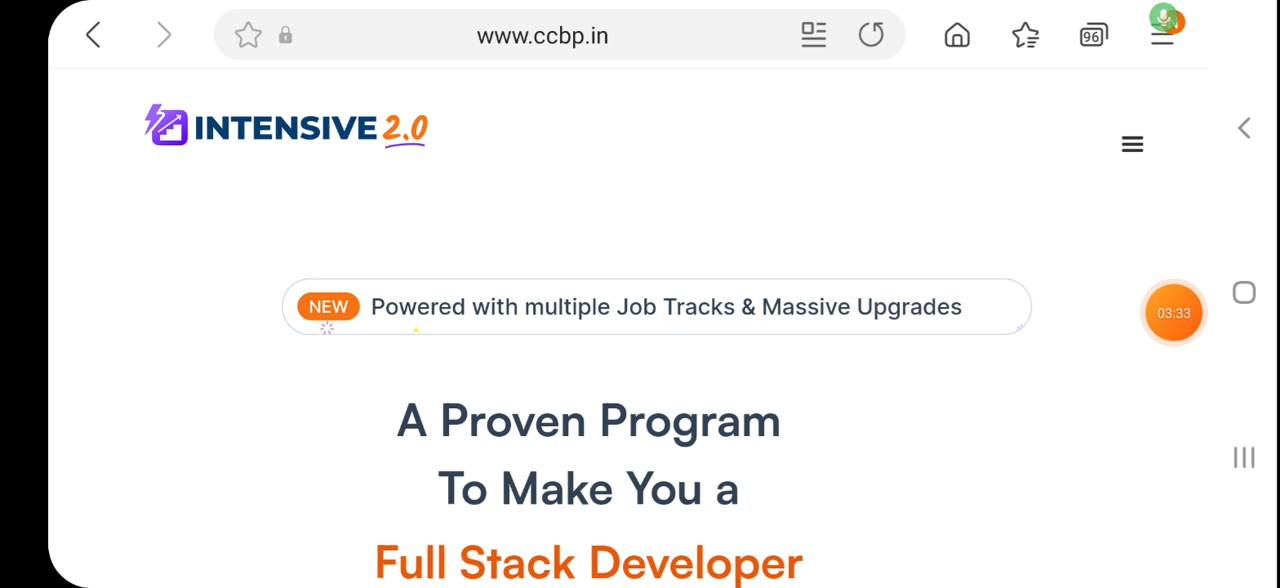 www.ccbp.in
96
INTENSIVE 2.0
NEW Powered with multiple Job Tracks & Massive Upgrades
03:33
A Proven Program
To Make You a
Full Stack Developer